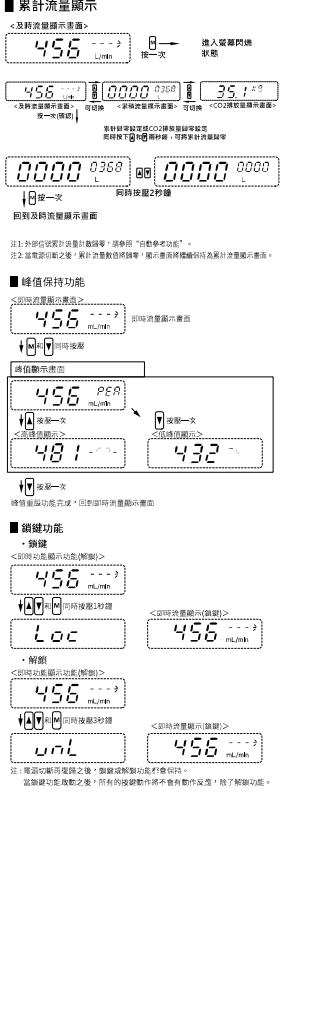 累計流量顯示
<及時流量顯示畫面>
456 L/min
M
按一次
進入螢幕閃爍
狀態
456 L/min
0000 0368 L
35.1 kg
<及時流量顯示畫面>
可切換
<累積流量顯示畫面>
可切換
<CO2排放量顯示畫面>
按一次(確認)
累計歸零設定或CO2排放量歸零設定
同時按下▲和▼兩秒鐘，可將累計流量歸零
0000 0368 L
▲▼
0000 0000 L
M按一次
同時按壓2秒鐘
回到及時流量顯示畫面
注1: 外部信號累計流量計數歸零，請參照“自動參考功能”。
注2: 當電源切斷之後，累計流量數值將歸零，顯示畫面將繼續保持為累計流量顯示畫面。
峰值保持功能
<即時流量顯示畫面>
456 mL/min
即時流量顯示畫面
M和▼同時按壓
峰值顯示畫面
456 PEA mL/min
▲按壓一次
▼按壓一次
<高峰值顯示>
<低峰值顯示>
481
432
▼按壓一次
峰值重設功能完成，回到即時流量顯示畫面
鎖鍵功能
・鎖鍵
<即時功能顯示功能(解鎖)>
456 mL/min
▲▼和M同時按壓1秒鐘
<即時流量顯示(鎖鍵)>
Loc
456 mL/min
・解鎖
<即時功能顯示功能(解鎖)>
456 mL/min
▲▼和M同時按壓3秒鐘
<即時流量顯示(鎖鍵)>
unL
456 mL/min
注 : 電源切斷再復歸之後，鎖鍵或解鎖功能都會保持。
當鎖鍵功能啟動之後，所有的按鍵動作將不會有動作反應，除了解鎖功能。